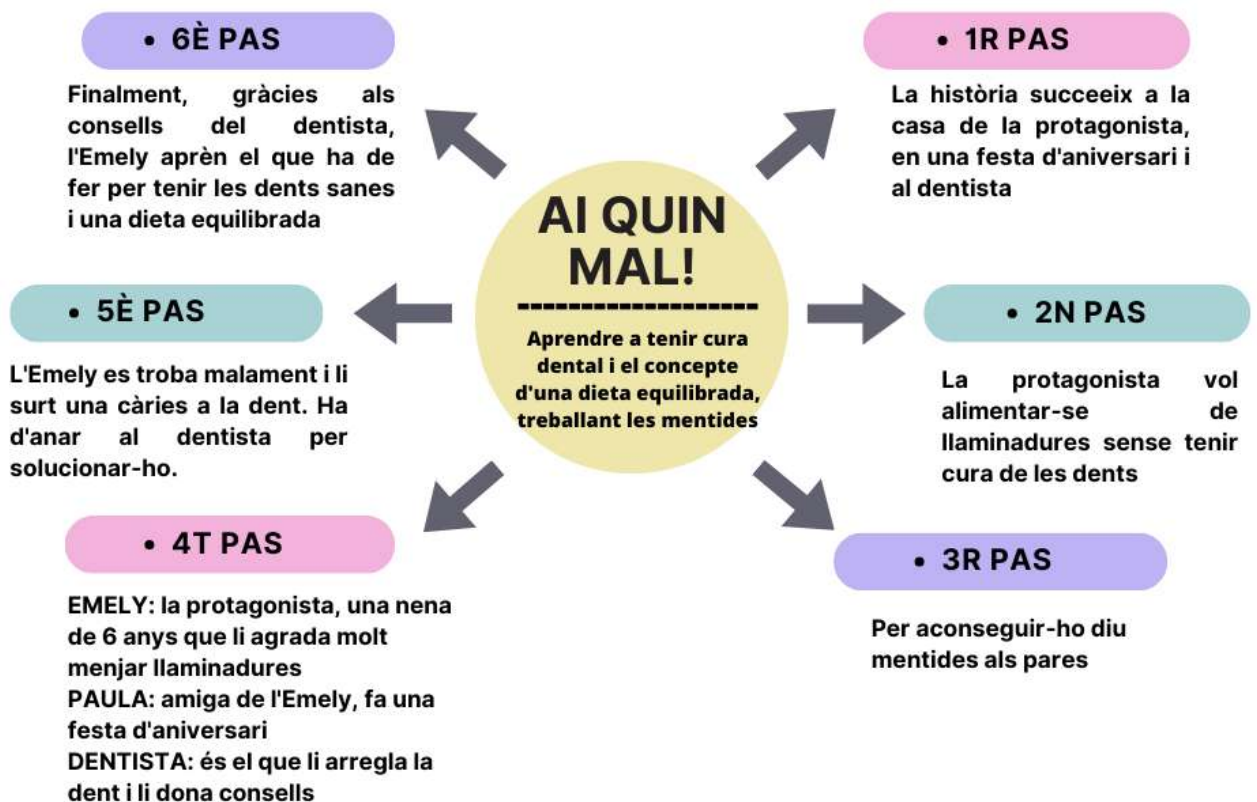 AI QUIN
MAL!
-------------------
Aprendre a tenir cura
dental i el concepte
d'una dieta equilibrada,
treballant les mentides
• 1R PAS
La història succeeix a la
casa de la protagonista,
en una festa d'aniversari i
al dentista
• 2N PAS
La protagonista vol
alimentar-se de
llaminadures sense tenir
cura de les dents
• 3R PAS
Per aconseguir-ho diu
mentides als pares
• 4T PAS
EMELY: la protagonista, una nena
de 6 anys que li agrada molt
menjar llaminadures
PAULA: amiga de l'Emely, fa una
festa d'aniversari
DENTISTA: és el que li arregla la
dent i li dona consells
• 5È PAS
L'Emely es troba malament i li
surt una càries a la dent. Ha
d'anar al dentista per
solucionar-ho.
• 6È PAS
Finalment, gràcies als
consells del dentista,
l'Emely aprèn el que ha de
fer per tenir les dents sanes
i una dieta equilibrada